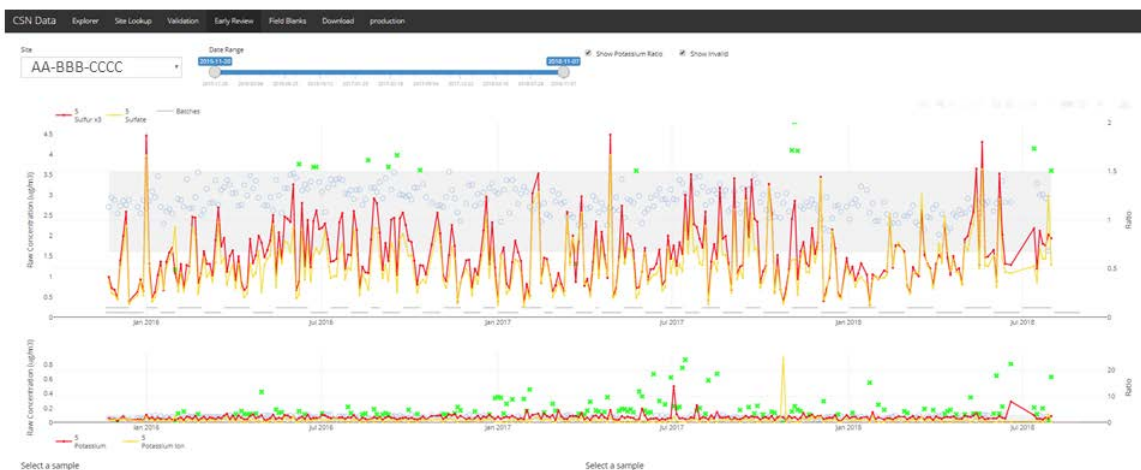 CSN Data Explorer Site Lookup Validation Early Review Field Blanks Download production
Site
AA-BBB-CCCC
Date Range
2015-11-20 2018-11-07
Show Potassium Ratio Show Invalid
5 5 Batches
Sulfur x3 Sulfate
4.5
4
3.5
3
2.5
2
1.5
1
0.5
0
Raw Concentration (ug/m3)
2
1.5
1
0.5
0
Ratio
Jan 2016 Jul 2016 Jan 2017 Jul 2017 Jan 2018 Jul 2018
0.8
0.6
0.4
0.2
0
Raw Concentration (ug/m3)
20
10
0
Ratio
Jan 2016 Jul 2016 Jan 2017 Jul 2017 Jan 2018 Jul 2018
5 5
Potassium Potassium Ion
Select a sample Select a sample